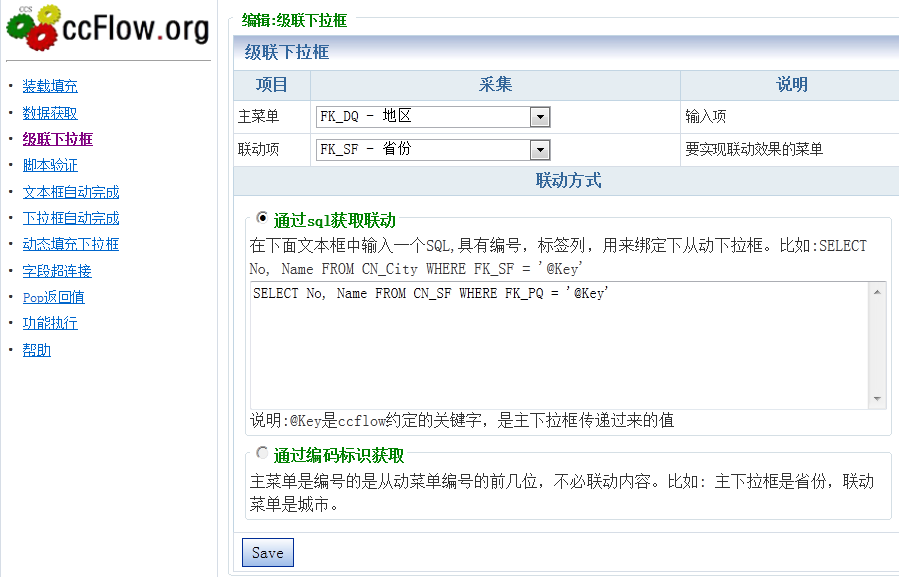 CCS
ccFlow.org
装载填充
数据获取
级联下拉框
脚本验证
文本框自动完成
下拉框自动完成
动态填充下拉框
字段超连接
Pop返回值
功能执行
帮助
编辑:级联下拉框
级联下拉框
项目 采集 说明
主菜单 FK_DQ - 地区 输入项
联动项 FK_SF - 省份 要实现联动效果的菜单
联动方式
通过sql获取联动
在下面文本框中输入一个SQL,具有编号，标签列，用来绑定下从动下拉框。比如:SELECT
No, Name FROM CN_City WHERE FK_SF = '@Key'
SELECT No, Name FROM CN_SF WHERE FK_PQ = '@Key'
说明:@Key是ccflow约定的关键字，是主下拉框传递过来的值
通过编码标识获取
主菜单是编号的是从动菜单编号的前几位，不必联动内容。比如: 主下拉框是省份，联动
菜单是城市。
Save